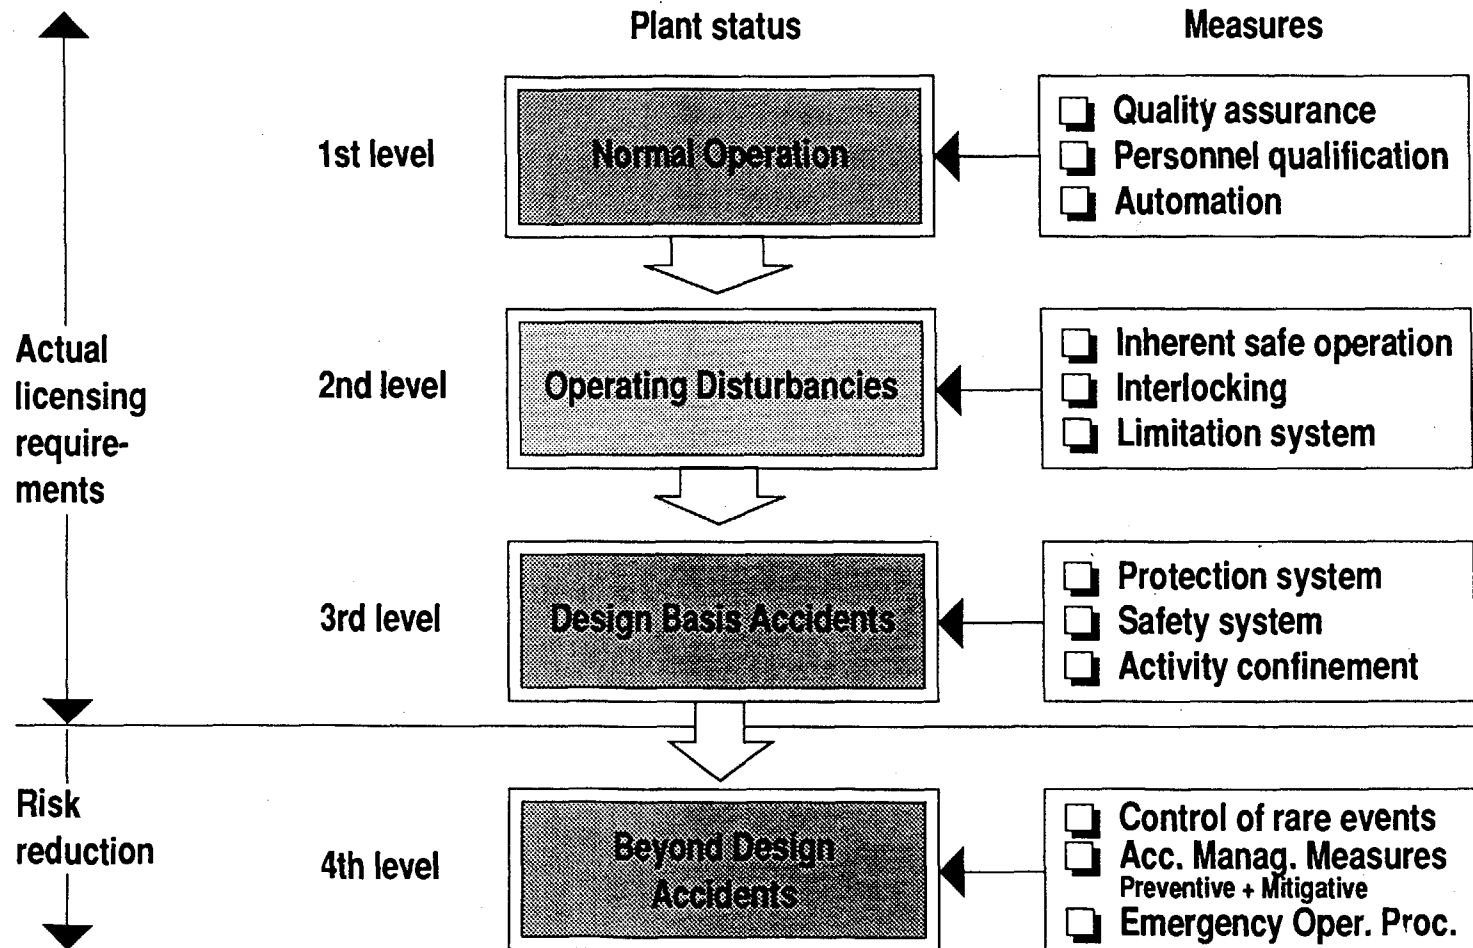 Plant status
Measures
1st level
Normal Operation
Quality assurance
Personnel qualification
Automation
Actual
licensing
require-
ments
2nd level
Operating Disturbancies
Inherent safe operation
Interlocking
Limitation system
3rd level
Design Basis Accidents
Protection system
Safety system
Activity confinement
Risk
reduction
4th level
Beyond Design
Accidents
Control of rare events
Acc. Manag. Measures
Preventive + Mitigative
Emergency Oper. Proc.